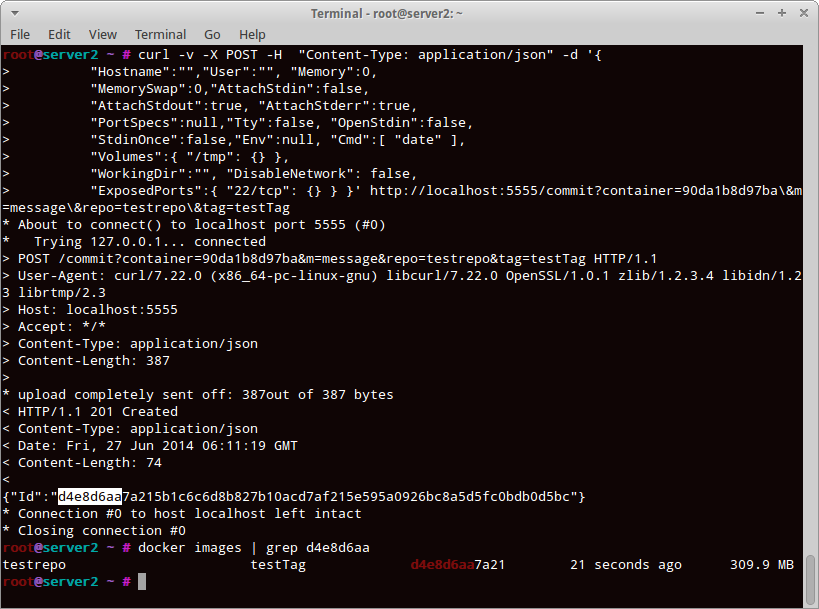 Terminal - root@server2: ~
File Edit View Terminal Go Help
root@server2 ~ # curl -v -X POST -H  "Content-Type: application/json" -d '{
>          "Hostname":"","User":"", "Memory":0,
>          "MemorySwap":0,"AttachStdin":false,
>          "AttachStdout":true, "AttachStderr":true,
>          "PortSpecs":null,"Tty":false, "OpenStdin":false,
>          "StdinOnce":false,"Env":null, "Cmd":[ "date" ],
>          "Volumes":{ "/tmp": {} },
>          "WorkingDir":"", "DisableNetwork": false,
>          "ExposedPorts":{ "22/tcp": {} } }' http://localhost:5555/commit?container=90da1b8d97ba\&m
=message\&repo=testrepo\&tag=testTag
* About to connect() to localhost port 5555 (#0)
*   Trying 127.0.0.1... connected
> POST /commit?container=90da1b8d97ba&m=message&repo=testrepo&tag=testTag HTTP/1.1
> User-Agent: curl/7.22.0 (x86_64-pc-linux-gnu) libcurl/7.22.0 OpenSSL/1.0.1 zlib/1.2.3.4 libidn/1.2
3 librtmp/2.3
> Host: localhost:5555
> Accept: */*
> Content-Type: application/json
> Content-Length: 387
>
* upload completely sent off: 387out of 387 bytes
< HTTP/1.1 201 Created
< Content-Type: application/json
< Date: Fri, 27 Jun 2014 06:11:19 GMT
< Content-Length: 74
<
{"Id":"d4e8d6aa7a215b1c6c6d8b827b10acd7af215e595a0926bc8a5d5fc0bdb0d5bc"}
* Connection #0 to host localhost left intact
* Closing connection #0
root@server2 ~ # docker images | grep d4e8d6aa
testrepo                       testTag             d4e8d6aa7a21        21 seconds ago      309.9 MB
root@server2 ~ #